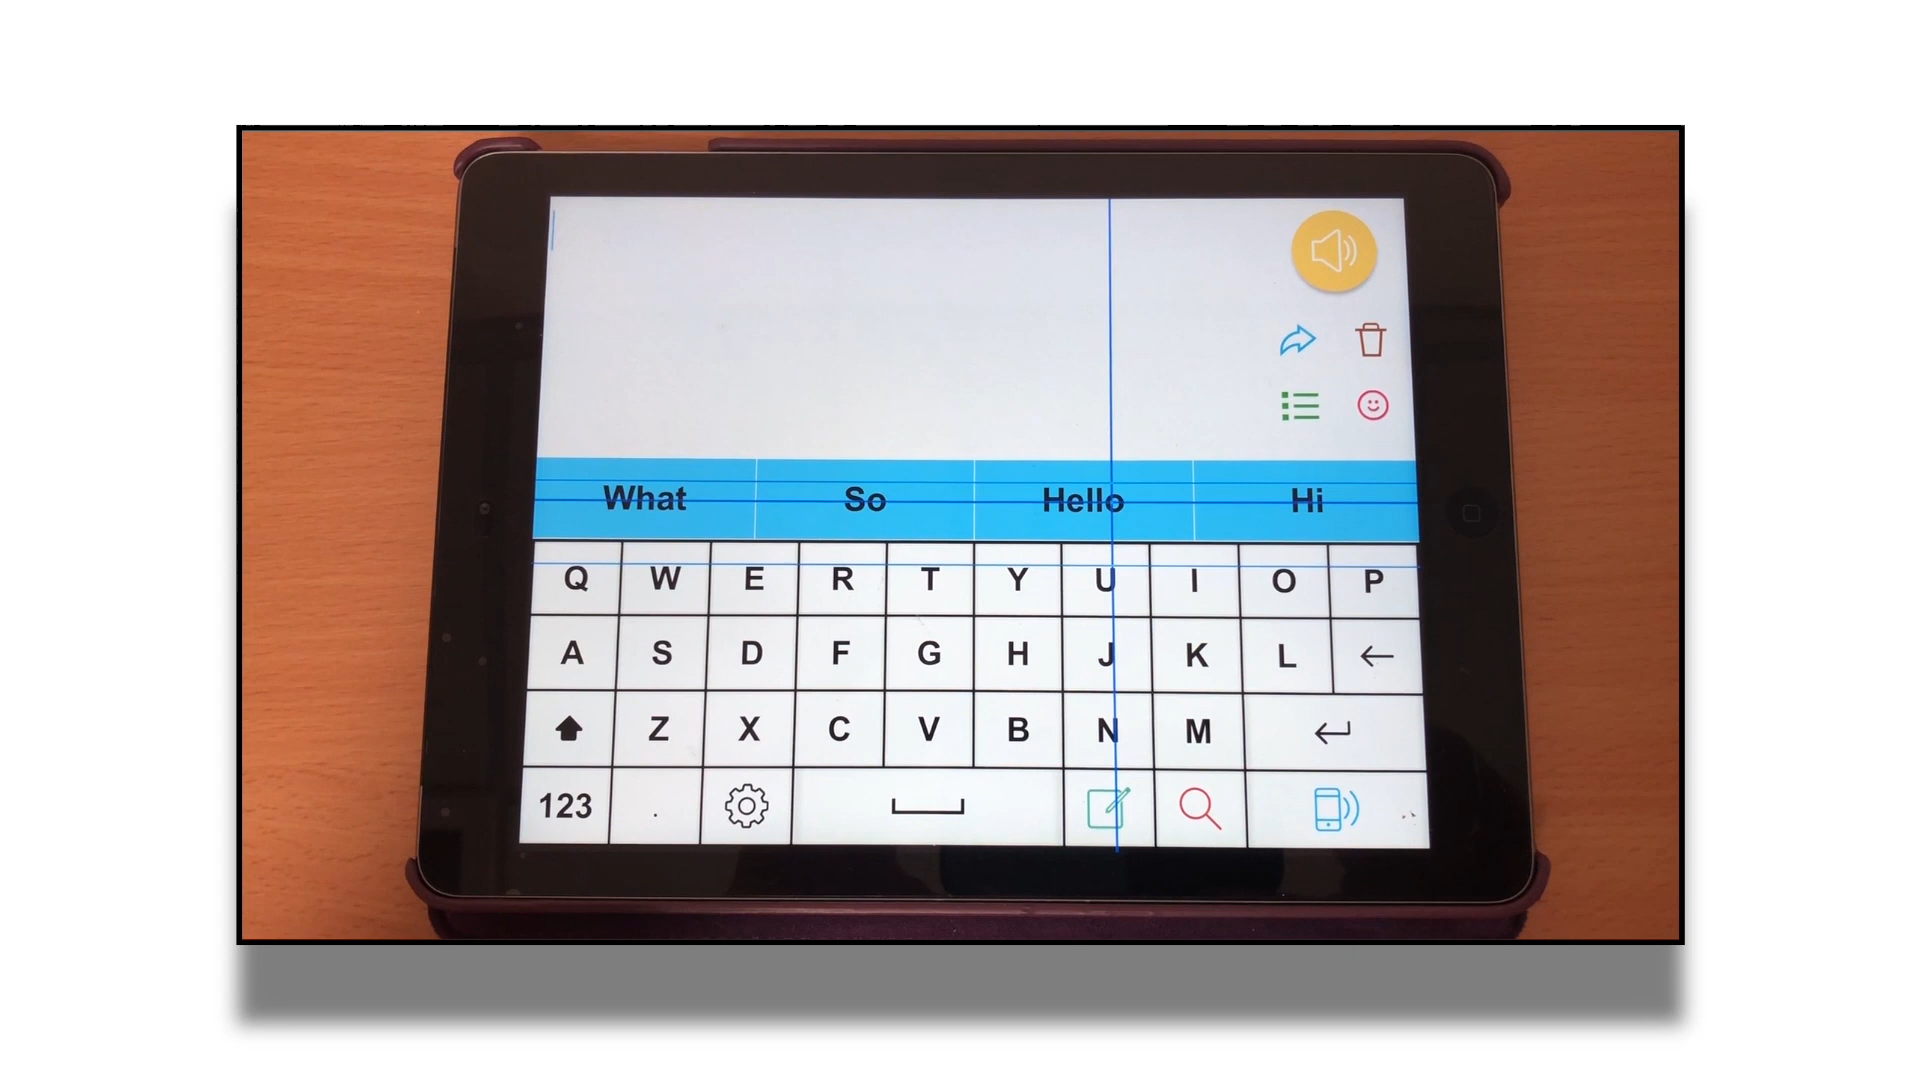 What So Hello Hi
Q W E R T Y U I O P
A S D F G H J K L
Z X C V B N M
123 .